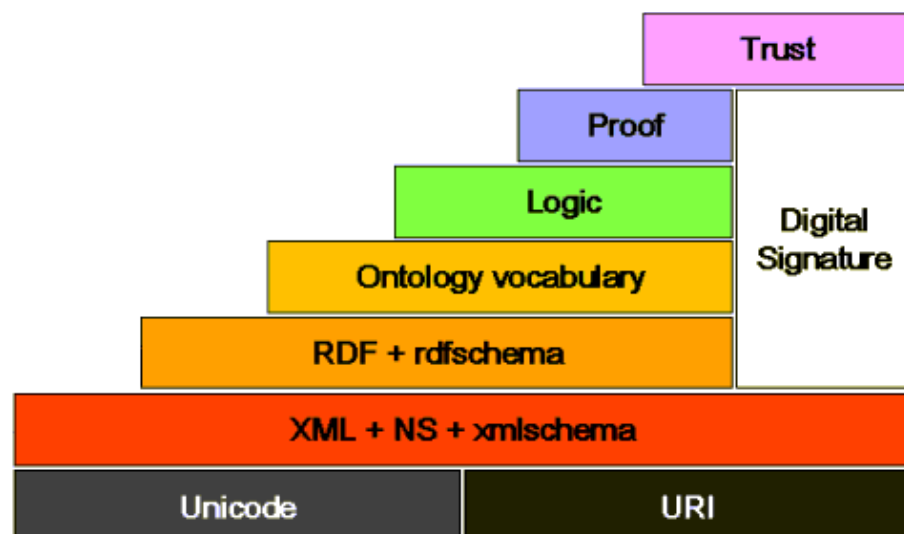 Trust
Proof
Logic
Digital
Signature
Ontology vocabulary
RDF + rdfschema
XML + NS + xmlschema
Unicode
URI